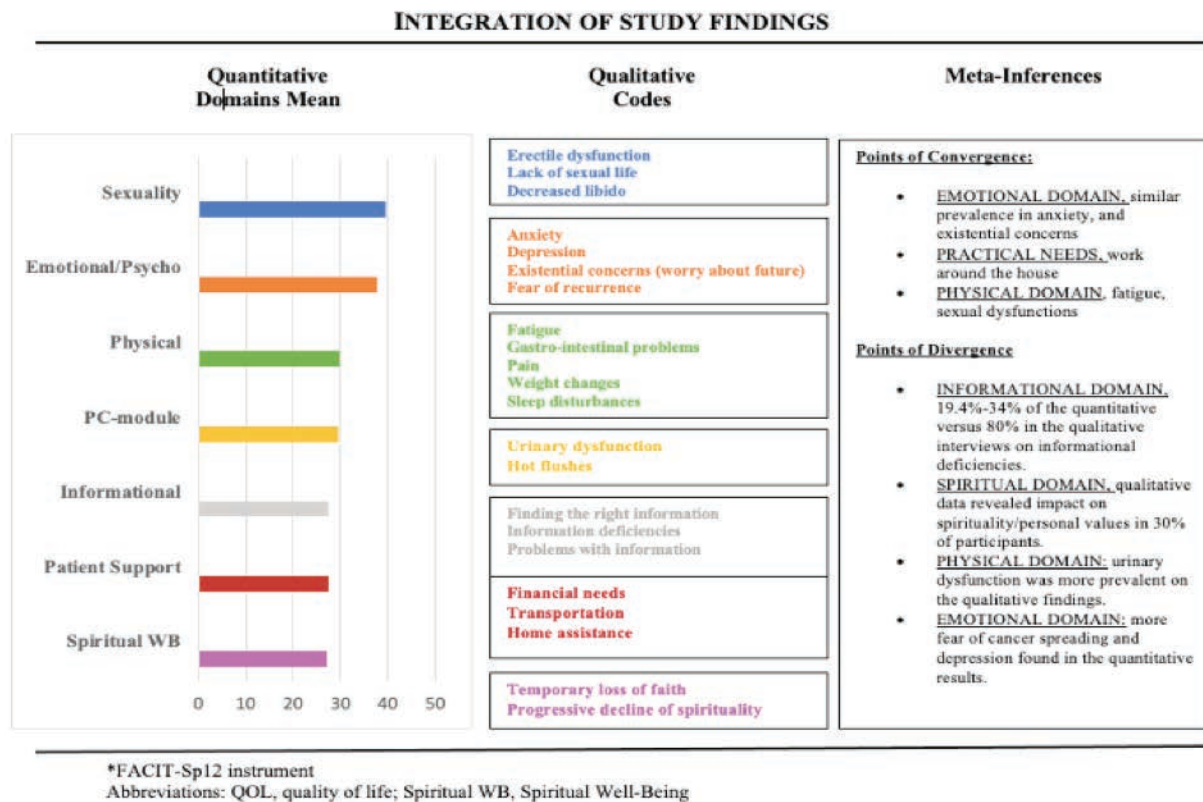 INTEGRATION OF STUDY FINDINGS
Quantitative
Domains Mean
Sexuality
Emotional/Psycho
Physical
PC-module
Informational
Patient Support
Spiritual WB
0 10 20 30 40 50
Qualitative
Codes
Erectile dysfunction
Lack of sexual life
Decreased libido
Anxiety
Depression
Existential concerns (worry about future)
Fear of recurrence
Fatigue
Gastro-intestinal problems
Pain
Weight changes
Sleep disturbances
Urinary dysfunction
Hot flushes
Finding the right information
Information deficiencies
Problems with information
Financial needs
Transportation
Home assistance
Temporary loss of faith
Progressive decline of spirituality
Meta-Inferences
Points of Convergence:
• EMOTIONAL DOMAIN, similar
prevalence in anxiety, and
existential concerns
• PRACTICAL NEEDS, work
around the house
• PHYSICAL DOMAIN, fatigue,
sexual dysfunctions
Points of Divergence
• INFORMATIONAL DOMAIN,
19.4%-34% of the quantitative
versus 80% in the qualitative
interviews on informational
deficiencies.
• SPIRITUAL DOMAIN, qualitative
data revealed impact on
spirituality/personal values in 30%
of participants.
• PHYSICAL DOMAIN: urinary
dysfunction was more prevalent on
the qualitative findings.
• EMOTIONAL DOMAIN: more
fear of cancer spreading and
depression found in the quantitative
results.
*FACIT-Sp12 instrument
Abbreviations: QOL, quality of life; Spiritual WB, Spiritual Well-Being